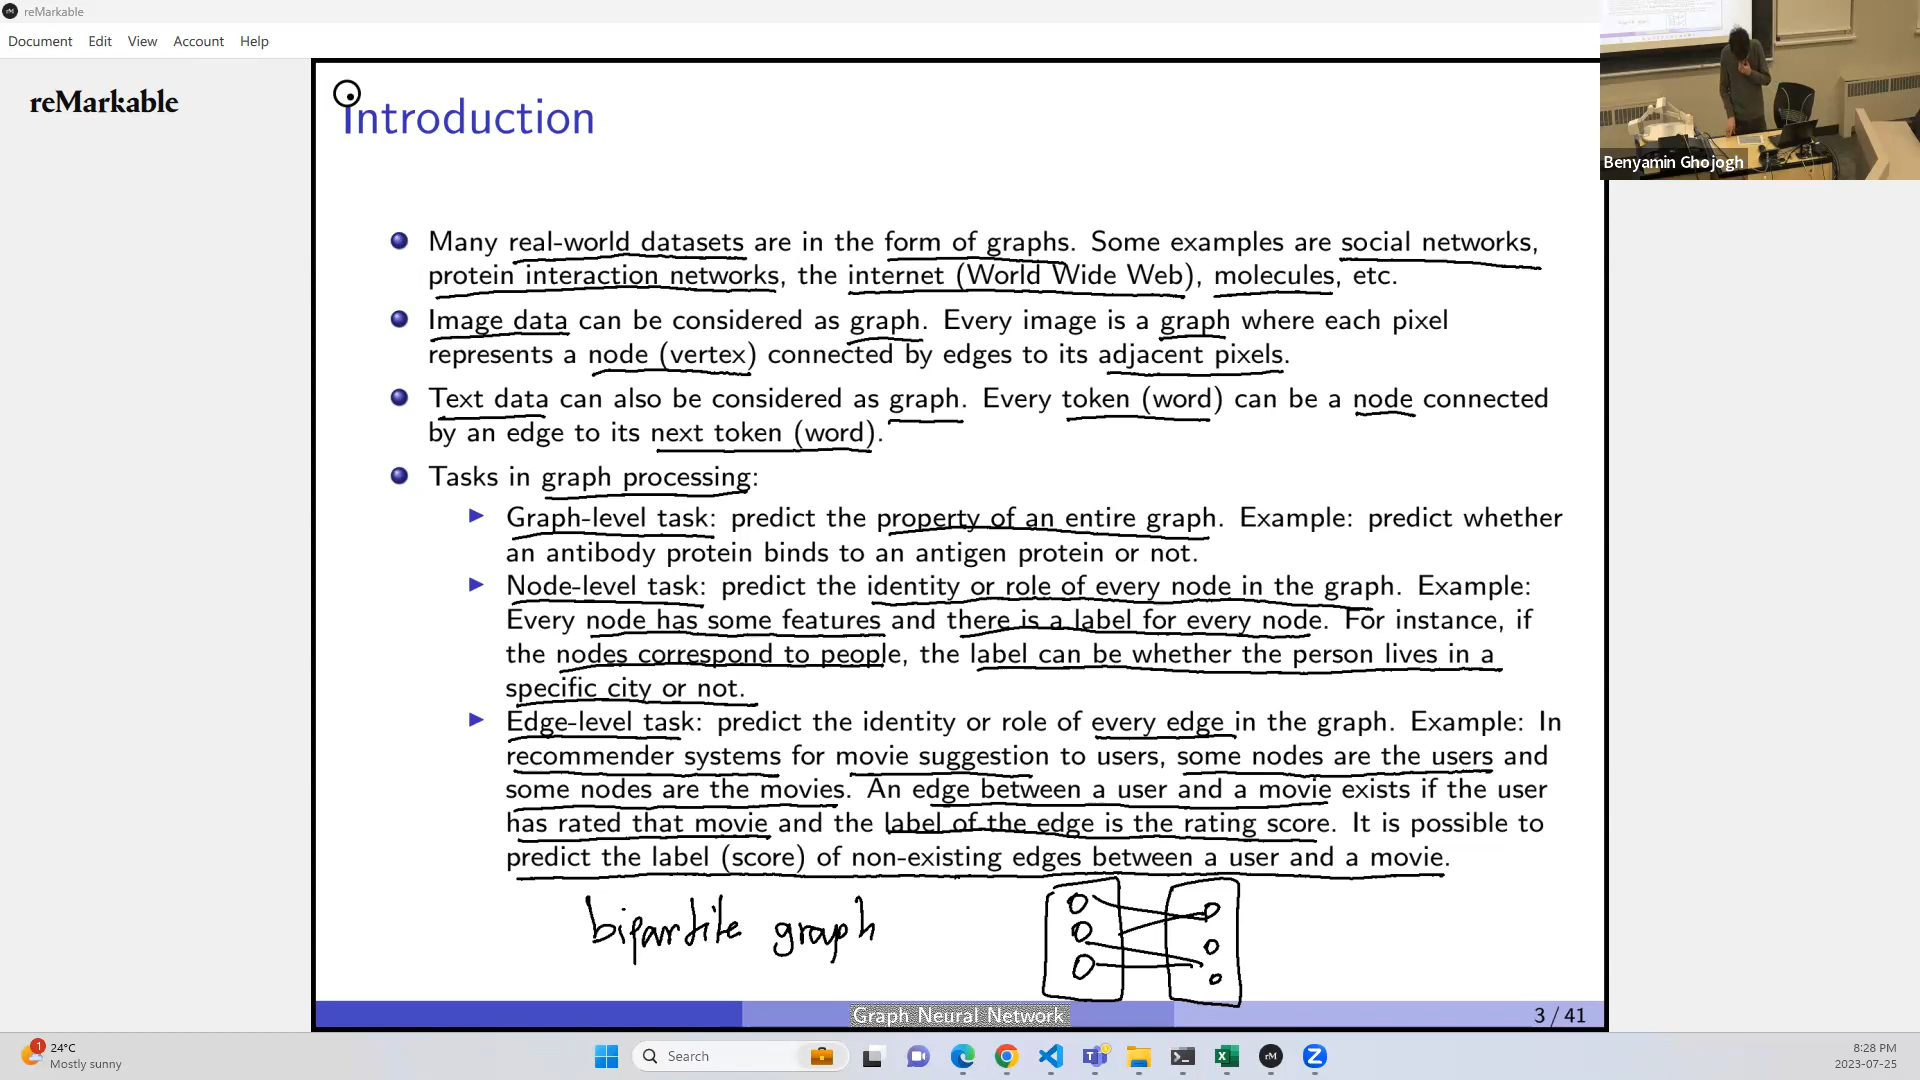 reMarkable
Document Edit View Account Help
reMarkable
Introduction
Benyamin Ghojogh
Many real-world datasets are in the form of graphs. Some examples are social networks,
protein interaction networks, the internet (World Wide Web), molecules, etc.
Image data can be considered as graph. Every image is a graph where each pixel
represents a node (vertex) connected by edges to its adjacent pixels.
Text data can also be considered as graph. Every token (word) can be a node connected
by an edge to its next token (word).
Tasks in graph processing:
Graph-level task: predict the property of an entire graph. Example: predict whether
an antibody protein binds to an antigen protein or not.
Node-level task: predict the identity or role of every node in the graph. Example:
Every node has some features and there is a label for every node. For instance, if
the nodes correspond to people, the label can be whether the person lives in a
specific city or not.
Edge-level task: predict the identity or role of every edge in the graph. Example: In
recommender systems for movie suggestion to users, some nodes are the users and
some nodes are the movies. An edge between a user and a movie exists if the user
has rated that movie and the label of the edge is the rating score. It is possible to
predict the label (score) of non-existing edges between a user and a movie.
bipartite graph
Graph Neural Network
3 / 41
1
24°C
Mostly sunny
Search
8:28 PM
2023-07-25